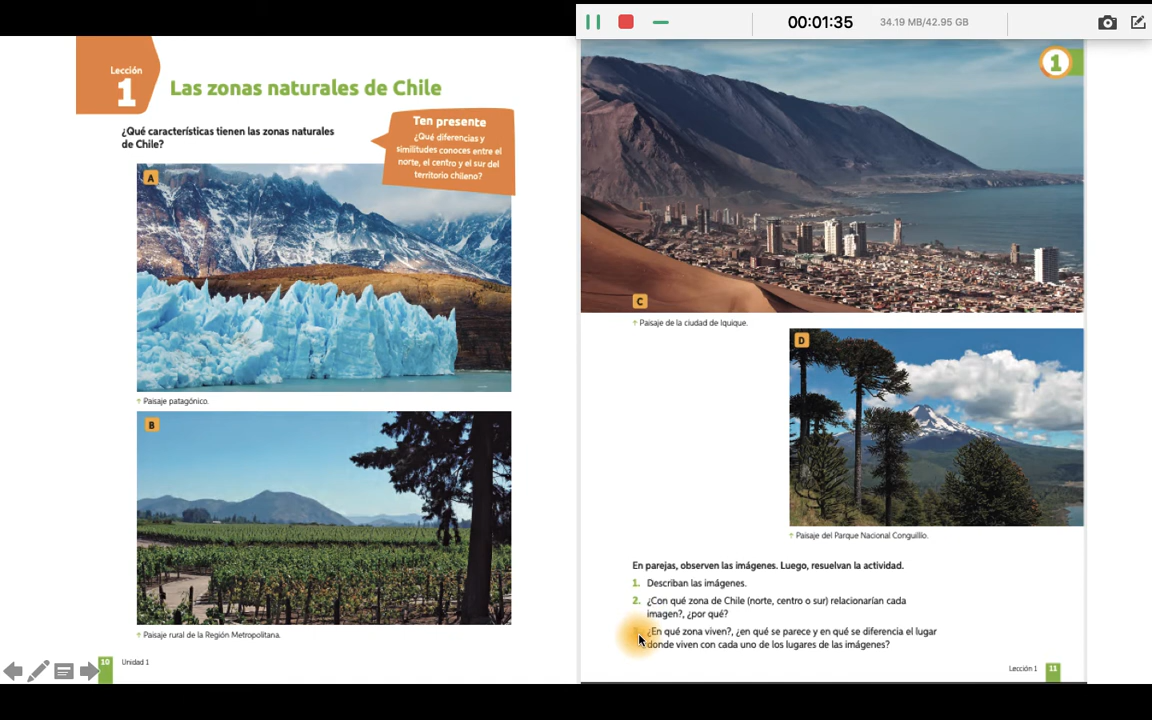 00:01:35
34.19 MB/42.95 GB
Lección
1
Las zonas naturales de Chile
¿Qué características tienen las zonas naturales
de Chile?
Ten presente
¿Qué diferencias y
similitudes conoces entre el
norte, el centro y el sur del
territorio chileno?
A
↑ Paisaje patagónico.
B
↑ Paisaje rural de la Región Metropolitana.
10
Unidad 1
1
C
↑ Paisaje de la ciudad de Iquique.
D
↑ Paisaje del Parque Nacional Conguillío.
En parejas, observen las imágenes. Luego, resuelvan la actividad.
1. Describan las imágenes.
2. ¿Con qué zona de Chile (norte, centro o sur) relacionarían cada
imagen?, ¿por qué?
¿En qué zona viven?, ¿en qué se parece y en qué se diferencia el lugar
donde viven con cada uno de los lugares de las imágenes?
Lección 1
11